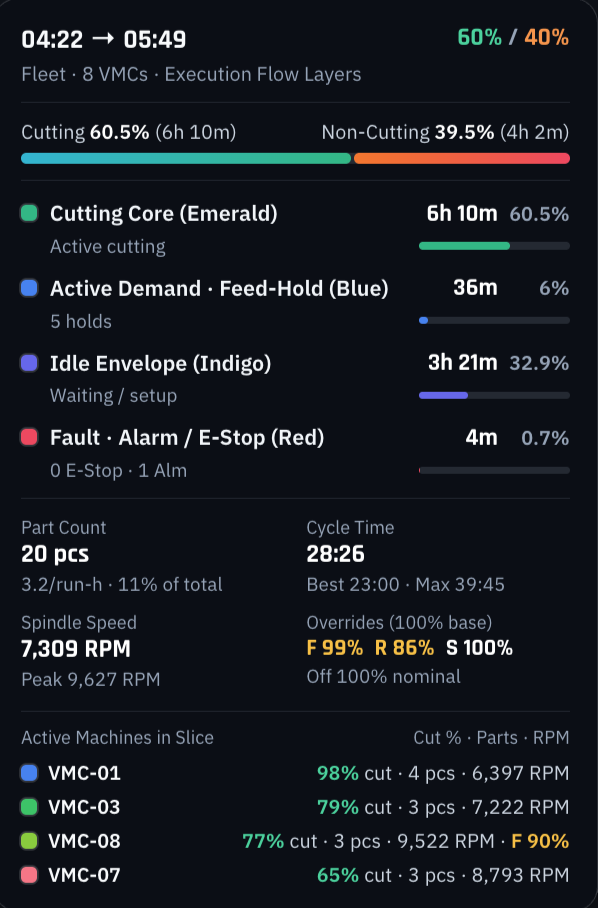 04:22 → 05:49 60% / 40%
Fleet · 8 VMCs · Execution Flow Layers
Cutting 60.5% (6h 10m) Non-Cutting 39.5% (4h 2m)
Cutting Core (Emerald) 6h 10m 60.5%
Active cutting
Active Demand · Feed-Hold (Blue) 36m 6%
5 holds
Idle Envelope (Indigo) 3h 21m 32.9%
Waiting / setup
Fault · Alarm / E-Stop (Red) 4m 0.7%
0 E-Stop · 1 Alm
Part Count Cycle Time
20 pcs 28:26
3.2/run-h · 11% of total Best 23:00 · Max 39:45
Spindle Speed Overrides (100% base)
7,309 RPM F 99% R 86% S 100%
Peak 9,627 RPM Off 100% nominal
Active Machines in Slice Cut % · Parts · RPM
VMC-01 98% cut · 4 pcs · 6,397 RPM
VMC-03 79% cut · 3 pcs · 7,222 RPM
VMC-08 77% cut · 3 pcs · 9,522 RPM · F 90%
VMC-07 65% cut · 3 pcs · 8,793 RPM